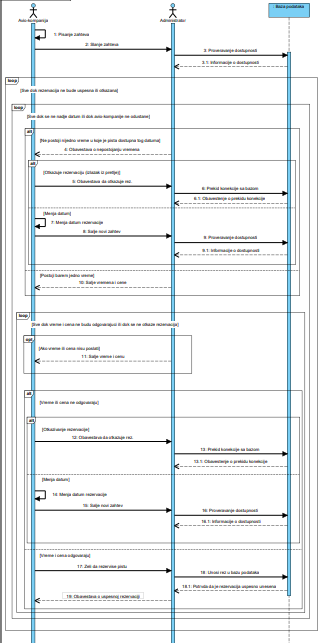 : Baza podataka
Avio-kompanija
Administrator
1: Pisanje zahteva
2: Slanje zahteva
3: Proveravanje dostupnosti
3.1: Informacije o dostupnosti
loop
[Sve dok rezervacija ne bude uspesna ili otkazana]
loop
[Sve dok se ne nadje datum ili dok avio kompanija ne odustane]
alt
[Ne postoji nijedno vreme u koje je pista dostupna tog datuma]
4: Obavestava o nepostojanju vremena
alt
[Otkazuje rezervaciju (izlazak iz petlje)]
5: Obavestava da otkazuje rez.
6: Prekid konekcije sa bazom
6.1: Obavestenje o prekidu konekcije
[Menja datum]
7: Menja datum rezervacije
8: Salje novi zahtev
9: Proveravanje dostupnosti
9.1: Informacije o dostupnosti
[Postoji barem jedno vreme]
10: Salje vremena i cene
loop
[Sve dok vreme i cena ne budu odgovarajuci ili dok se ne otkaze rezervacija]
opt
[Ako vreme ili cena nisu poslati]
11: Salje vreme i cenu
alt
[Vreme ili cena ne odgovaraju]
alt
[Otkazivanje rezervacije]
12: Obavestava da otkazuje rez.
13: Prekid konekcije sa bazom
13.1: Obavestenje o prekidu konekcije
[Menja datum]
14: Menja datum rezervacije
15: Salje novi zahtev
16: Proveravanje dostupnosti
16.1: Informacije o dostupnosti
[Vreme i cena odgovaraju]
17: Zeli da rezervise pistu
18: Unosi rez u bazu podataka
18.1: Potvrda da je rezervacija uspesno unesena
19: Obavestava o uspesnoj rezervaciji